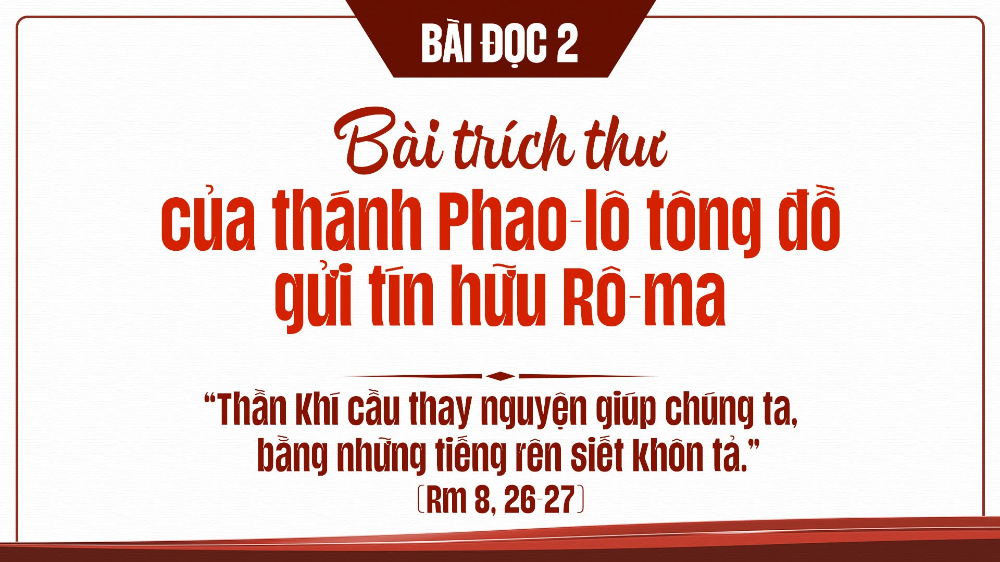 BÀI ĐỌC 2
Bài trích thư
của thánh Phao-lô tông đồ
gửi tín hữu Rô-ma
“Thần Khí cầu thay nguyện giúp chúng ta,
bằng những tiếng rên siết khôn tả.”
(Rm 8, 26-27)